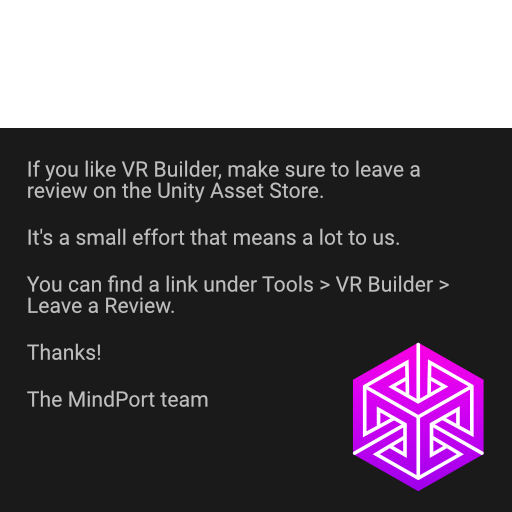 If you like VR Builder, make sure to leave a
review on the Unity Asset Store.
It's a small effort that means a lot to us.
You can find a link under Tools > VR Builder >
Leave a Review.
Thanks!
The MindPort team